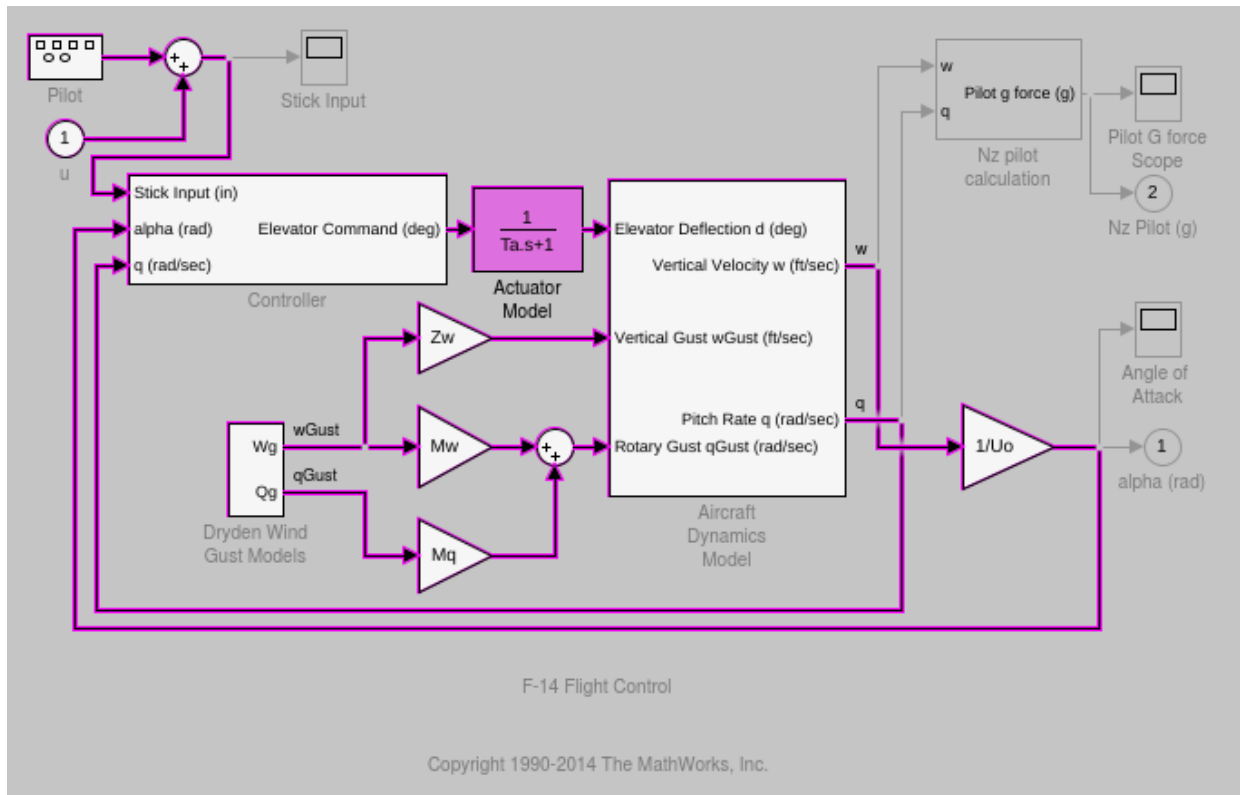 Pilot
Stick Input
1
u
w
q
Pilot g force (g)
Nz pilot
calculation
Pilot G force
Scope
2
Nz Pilot (g)
Stick Input (in)
alpha (rad)
q (rad/sec)
Elevator Command (deg)
Controller
1
Ta.s+1
Actuator
Model
Elevator Deflection d (deg)
Vertical Velocity w (ft/sec)
Vertical Gust wGust (ft/sec)
Pitch Rate q (rad/sec)
Rotary Gust qGust (rad/sec)
Aircraft
Dynamics
Model
w
q
Zw
Mw
Mq
Wg
Qg
wGust
qGust
Dryden Wind
Gust Models
1/Uo
Angle of
Attack
1
alpha (rad)
F-14 Flight Control
Copyright 1990-2014 The MathWorks, Inc.